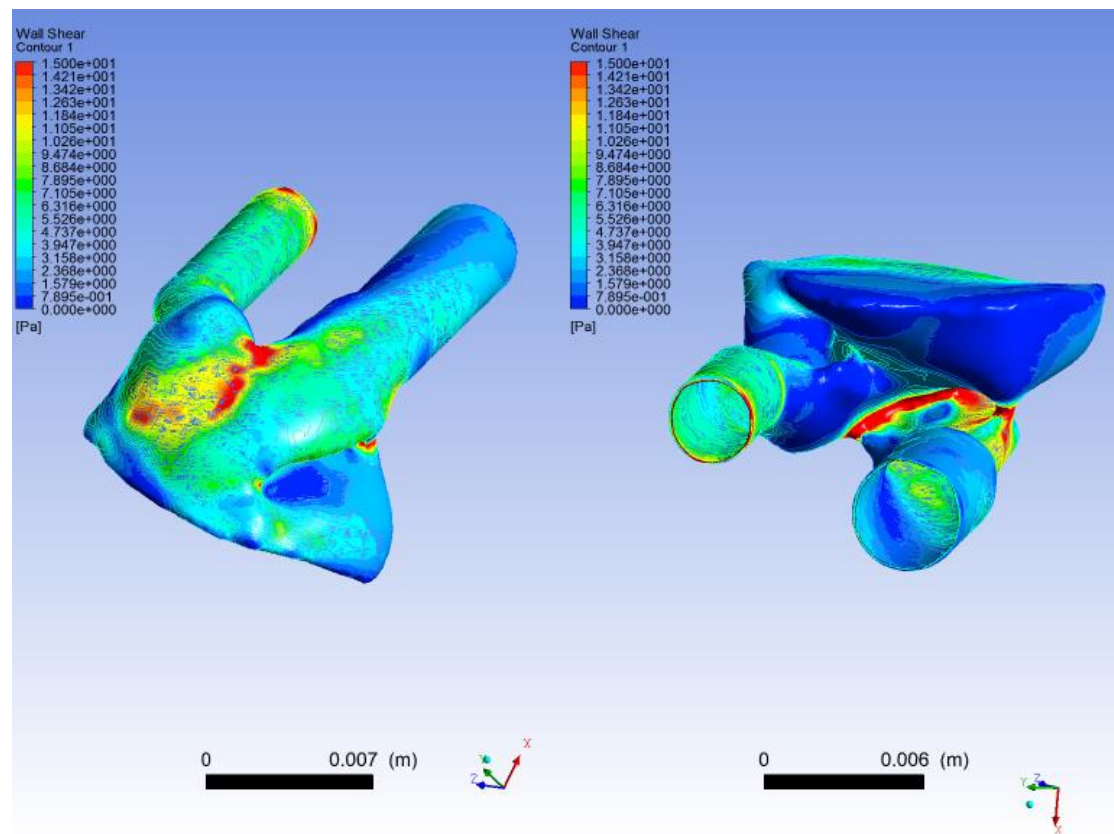 Wall Shear
Contour 1
1.500e+001
1.421e+001
1.342e+001
1.263e+001
1.184e+001
1.105e+001
1.026e+001
9.474e+000
8.684e+000
7.895e+000
7.105e+000
6.316e+000
5.526e+000
4.737e+000
3.947e+000
3.158e+000
2.368e+000
1.579e+000
7.895e-001
0.000e+000
[Pa]
0 0.007 (m)
X
Y
Z
Wall Shear
Contour 1
1.500e+001
1.421e+001
1.342e+001
1.263e+001
1.184e+001
1.105e+001
1.026e+001
9.474e+000
8.684e+000
7.895e+000
7.105e+000
6.316e+000
5.526e+000
4.737e+000
3.947e+000
3.158e+000
2.368e+000
1.579e+000
7.895e-001
0.000e+000
[Pa]
0 0.006 (m)
Z
Y
X